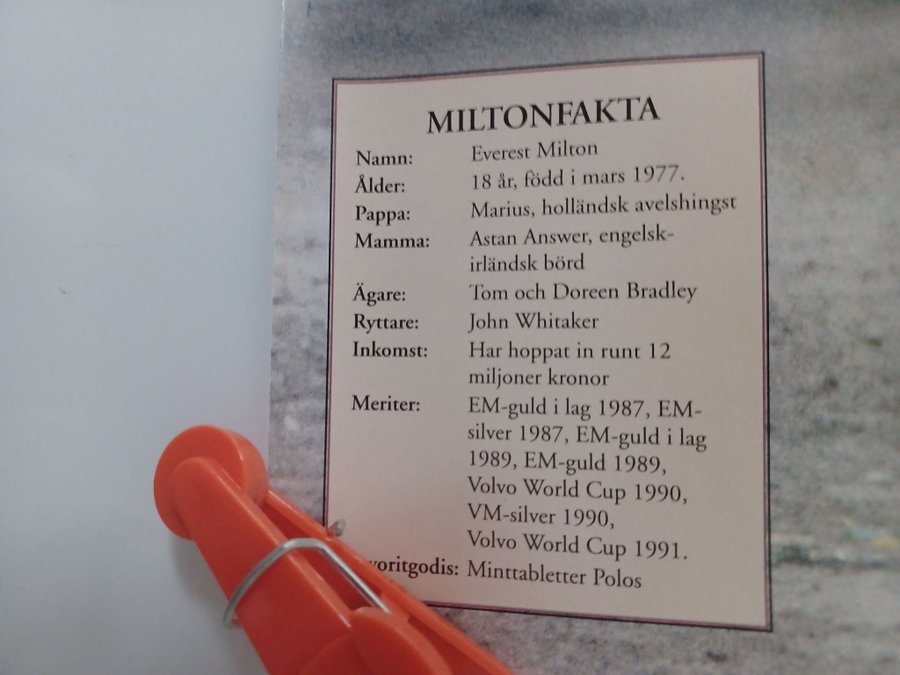 MILTONFAKTA
Namn: Everest Milton
Ålder: 18 år, född i mars 1977.
Pappa: Marius, holländsk avelshingst
Mamma: Astan Answer, engelsk-
irländsk börd
Ägare: Tom och Doreen Bradley
Ryttare: John Whitaker
Inkomst: Har hoppat in runt 12
miljoner kronor
Meriter: EM-guld i lag 1987, EM-
silver 1987, EM-guld i lag
1989, EM-guld 1989,
Volvo World Cup 1990,
VM-silver 1990,
Volvo World Cup 1991.
voritgodis: Minttabletter Polos